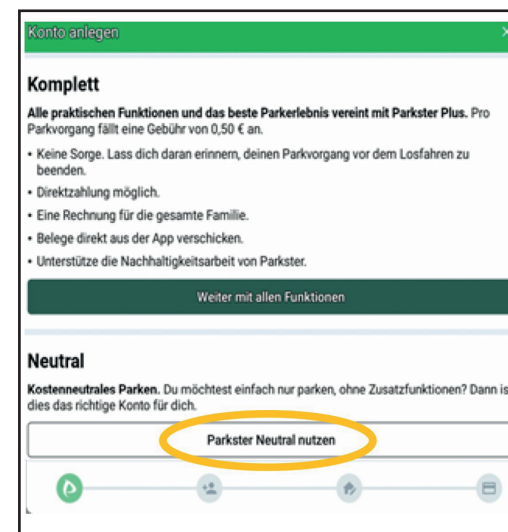 Konto anlegen
Komplett
Alle praktischen Funktionen und das beste Parkerlebnis vereint mit Parkster Plus. Pro
Parkvorgang fällt eine Gebühr von 0,50 € an.
• Keine Sorge. Lass dich daran erinnern, deinen Parkvorgang vor dem Losfahren zu
beenden.
• Direktzahlung möglich.
• Eine Rechnung für die gesamte Familie.
• Belege direkt aus der App verschicken.
• Unterstütze die Nachhaltigkeitsarbeit von Parkster.
Weiter mit allen Funktionen
Neutral
Kostenneutrales Parken. Du möchtest einfach nur parken, ohne Zusatzfunktionen? Dann is
dies das richtige Konto für dich.
Parkster Neutral nutzen